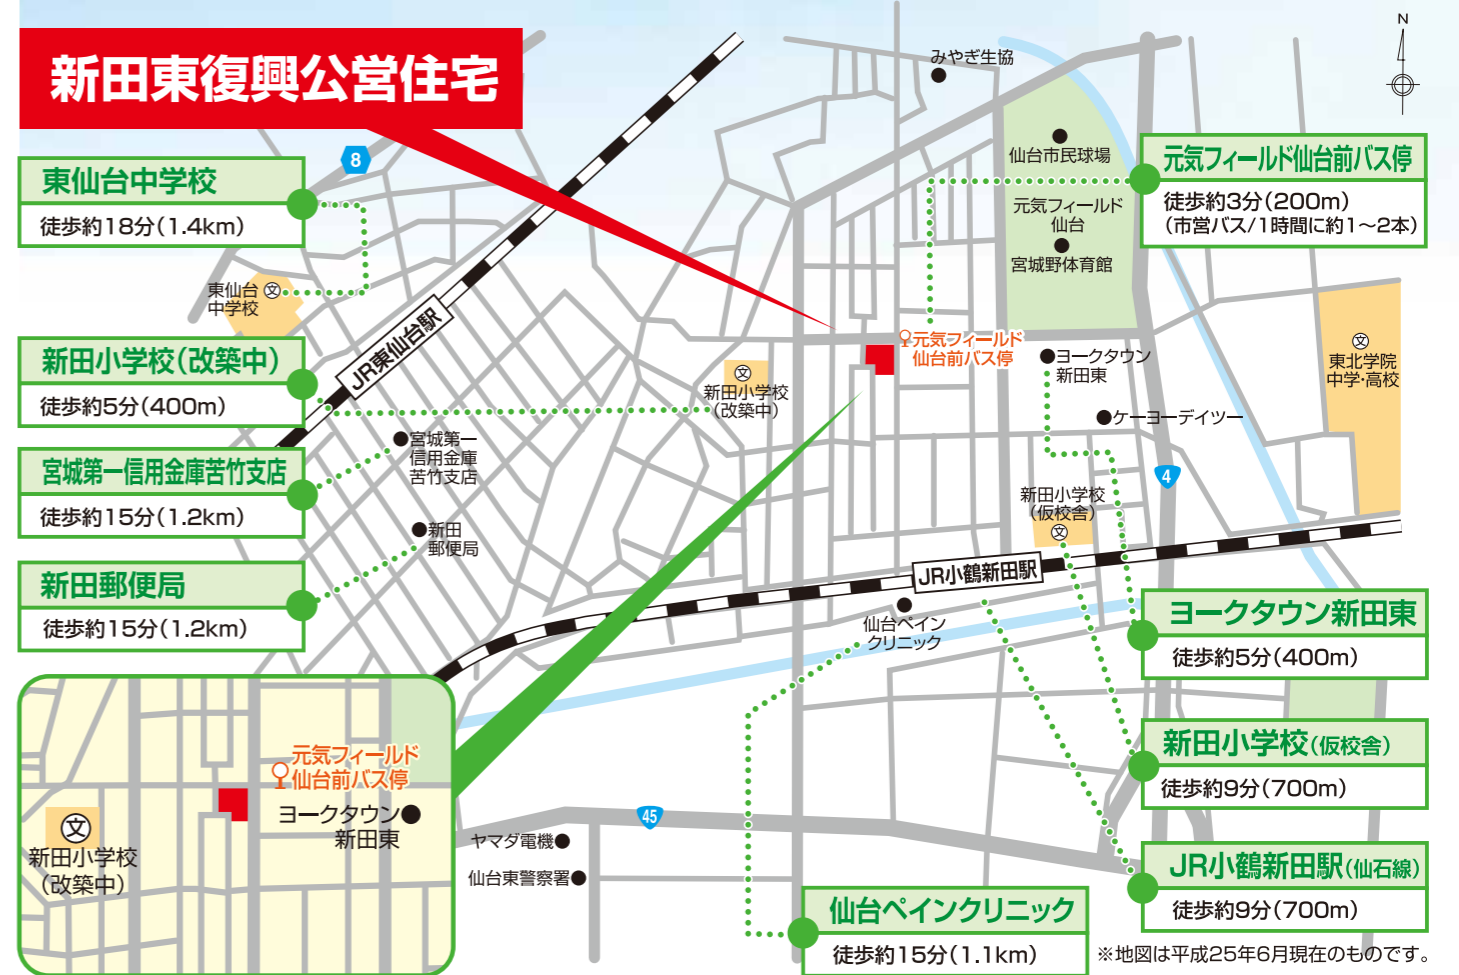 新田東復興公営住宅
N
みやぎ生協
8
仙台市民球場
元気フィールド
仙台
宮城野体育館
東仙台中学校
徒歩約18分(1.4km)
元気フィールド仙台前バス停
徒歩約3分(200m)
(市営バス/1時間に約1〜2本)
東仙台
中学校
文
JR東仙台駅
元気フィールド
仙台前バス停
ヨークタウン
新田東
文
東北学院
中学・高校
新田小学校(改築中)
徒歩約5分(400m)
文
新田小学校
(改築中)
ケーヨーデイツー
宮城第一
信用金庫
苦竹支店
宮城第一信用金庫苦竹支店
徒歩約15分(1.2km)
4
新田小学校
(仮校舎)
文
新田
郵便局
新田郵便局
徒歩約15分(1.2km)
JR小鶴新田駅
仙台ペイン
クリニック
ヨークタウン新田東
徒歩約5分(400m)
新田小学校(仮校舎)
徒歩約9分(700m)
元気フィールド
仙台前バス停
ヨークタウン
新田東
文
新田小学校
(改築中)
45
ヤマダ電機
仙台東警察署
JR小鶴新田駅(仙石線)
徒歩約9分(700m)
仙台ペインクリニック
徒歩約15分(1.1km)
※地図は平成25年6月現在のものです。